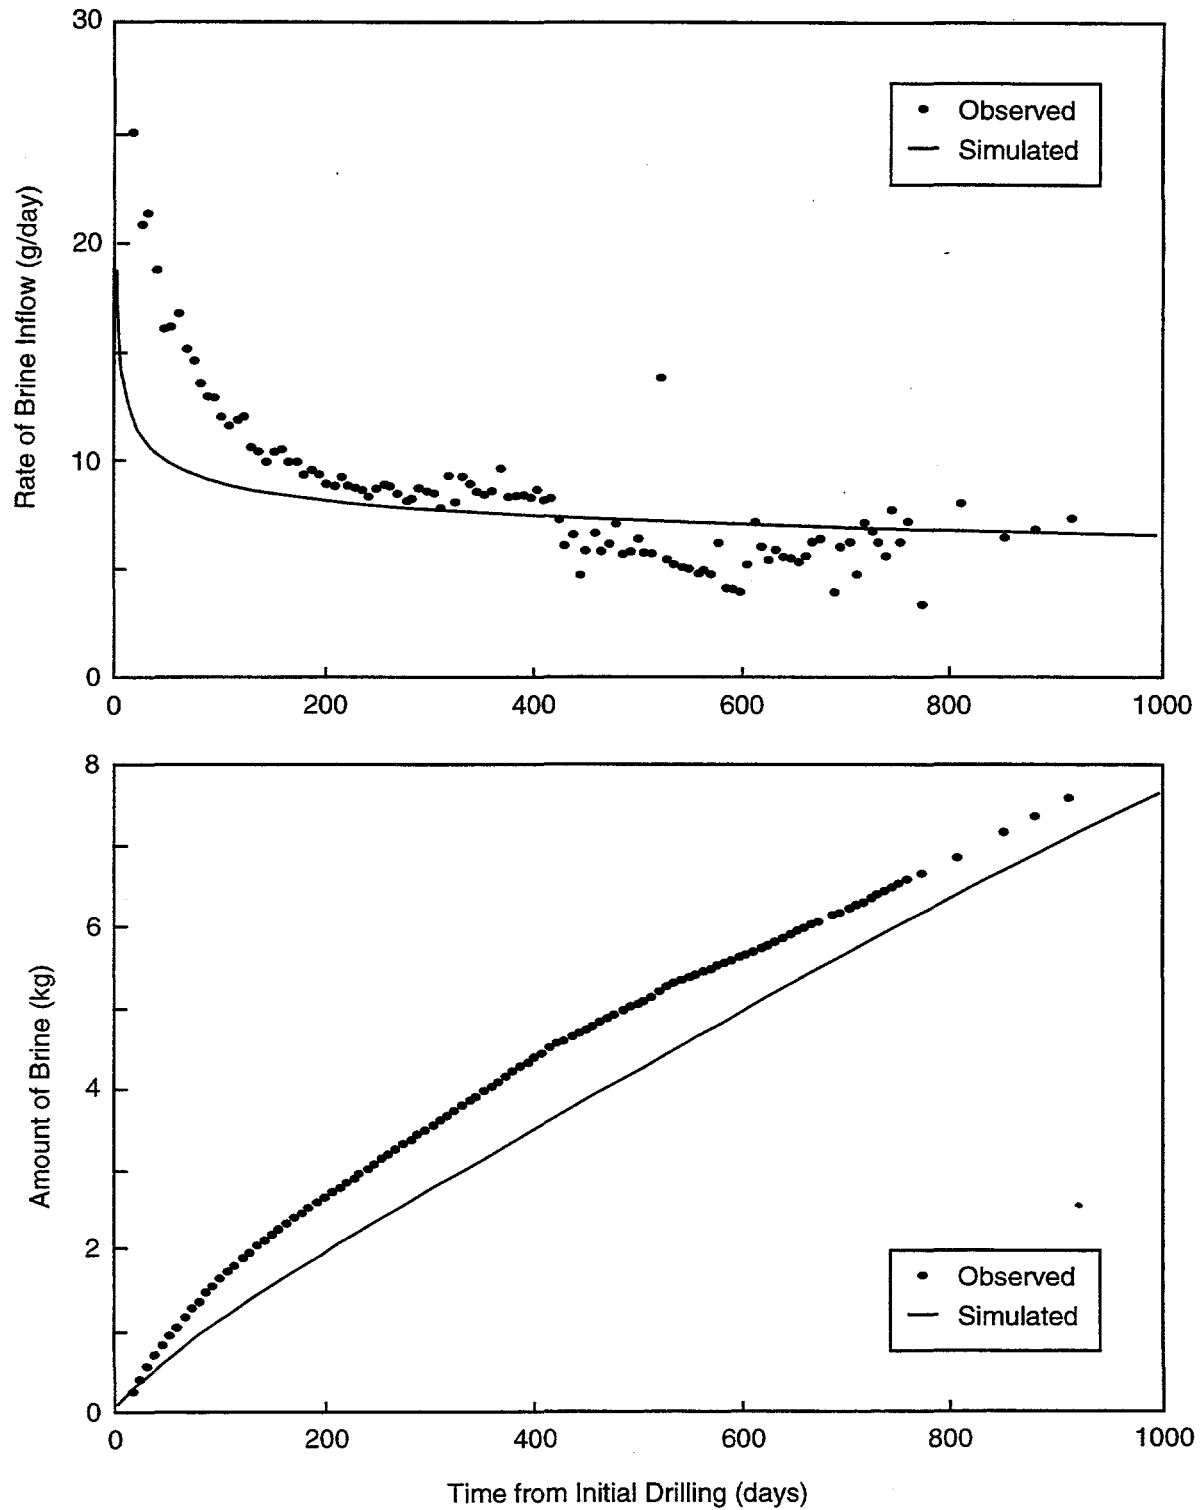 30
20
10
0
Rate of Brine Inflow (g/day)
Observed
Simulated
0 200 400 600 800 1000
8
6
4
2
0
Amount of Brine (kg)
Observed
Simulated
0 200 400 600 800 1000
Time from Initial Drilling (days)